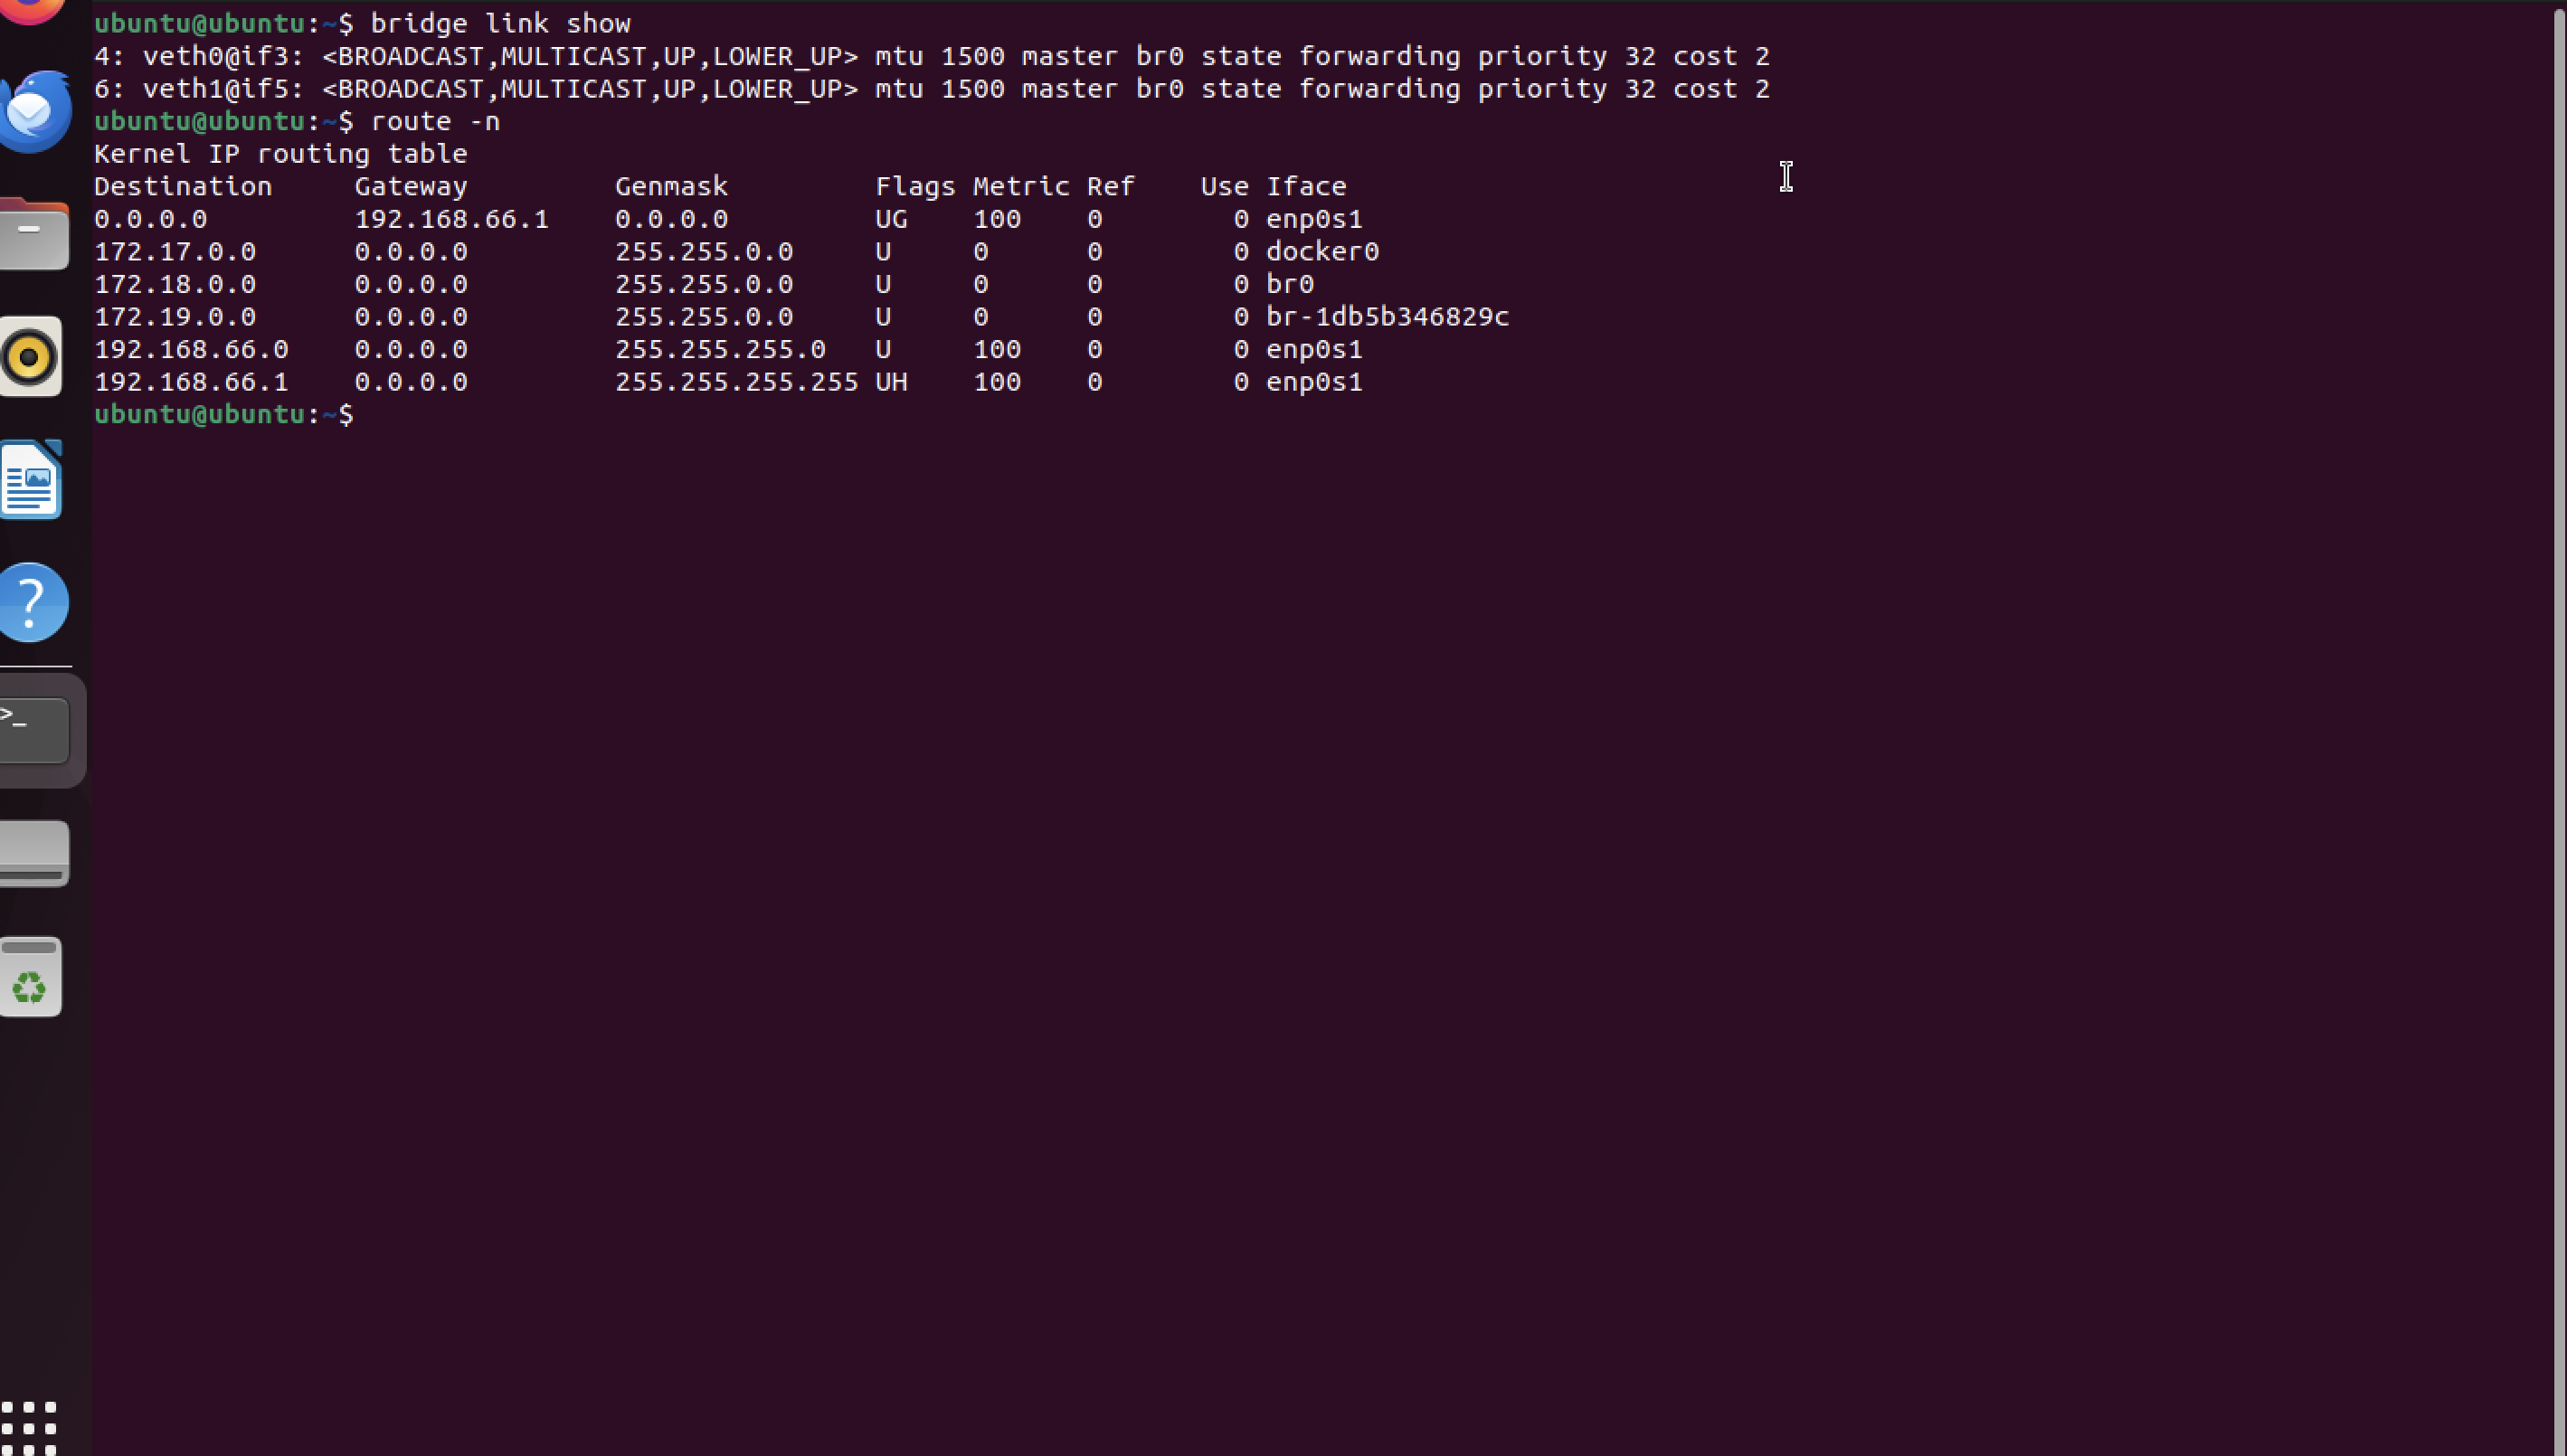 ubuntu@ubuntu:~$ bridge link show
4: veth0@if3: <BROADCAST,MULTICAST,UP,LOWER_UP> mtu 1500 master br0 state forwarding priority 32 cost 2
6: veth1@if5: <BROADCAST,MULTICAST,UP,LOWER_UP> mtu 1500 master br0 state forwarding priority 32 cost 2
ubuntu@ubuntu:~$ route -n
Kernel IP routing table
Destination     Gateway         Genmask         Flags Metric Ref    Use Iface
0.0.0.0         192.168.66.1    0.0.0.0         UG    100    0        0 enp0s1
172.17.0.0      0.0.0.0         255.255.0.0     U     0      0        0 docker0
172.18.0.0      0.0.0.0         255.255.0.0     U     0      0        0 br0
172.19.0.0      0.0.0.0         255.255.0.0     U     0      0        0 br-1db5b346829c
192.168.66.0    0.0.0.0         255.255.255.0   U     100    0        0 enp0s1
192.168.66.1    0.0.0.0         255.255.255.255 UH    100    0        0 enp0s1
ubuntu@ubuntu:~$